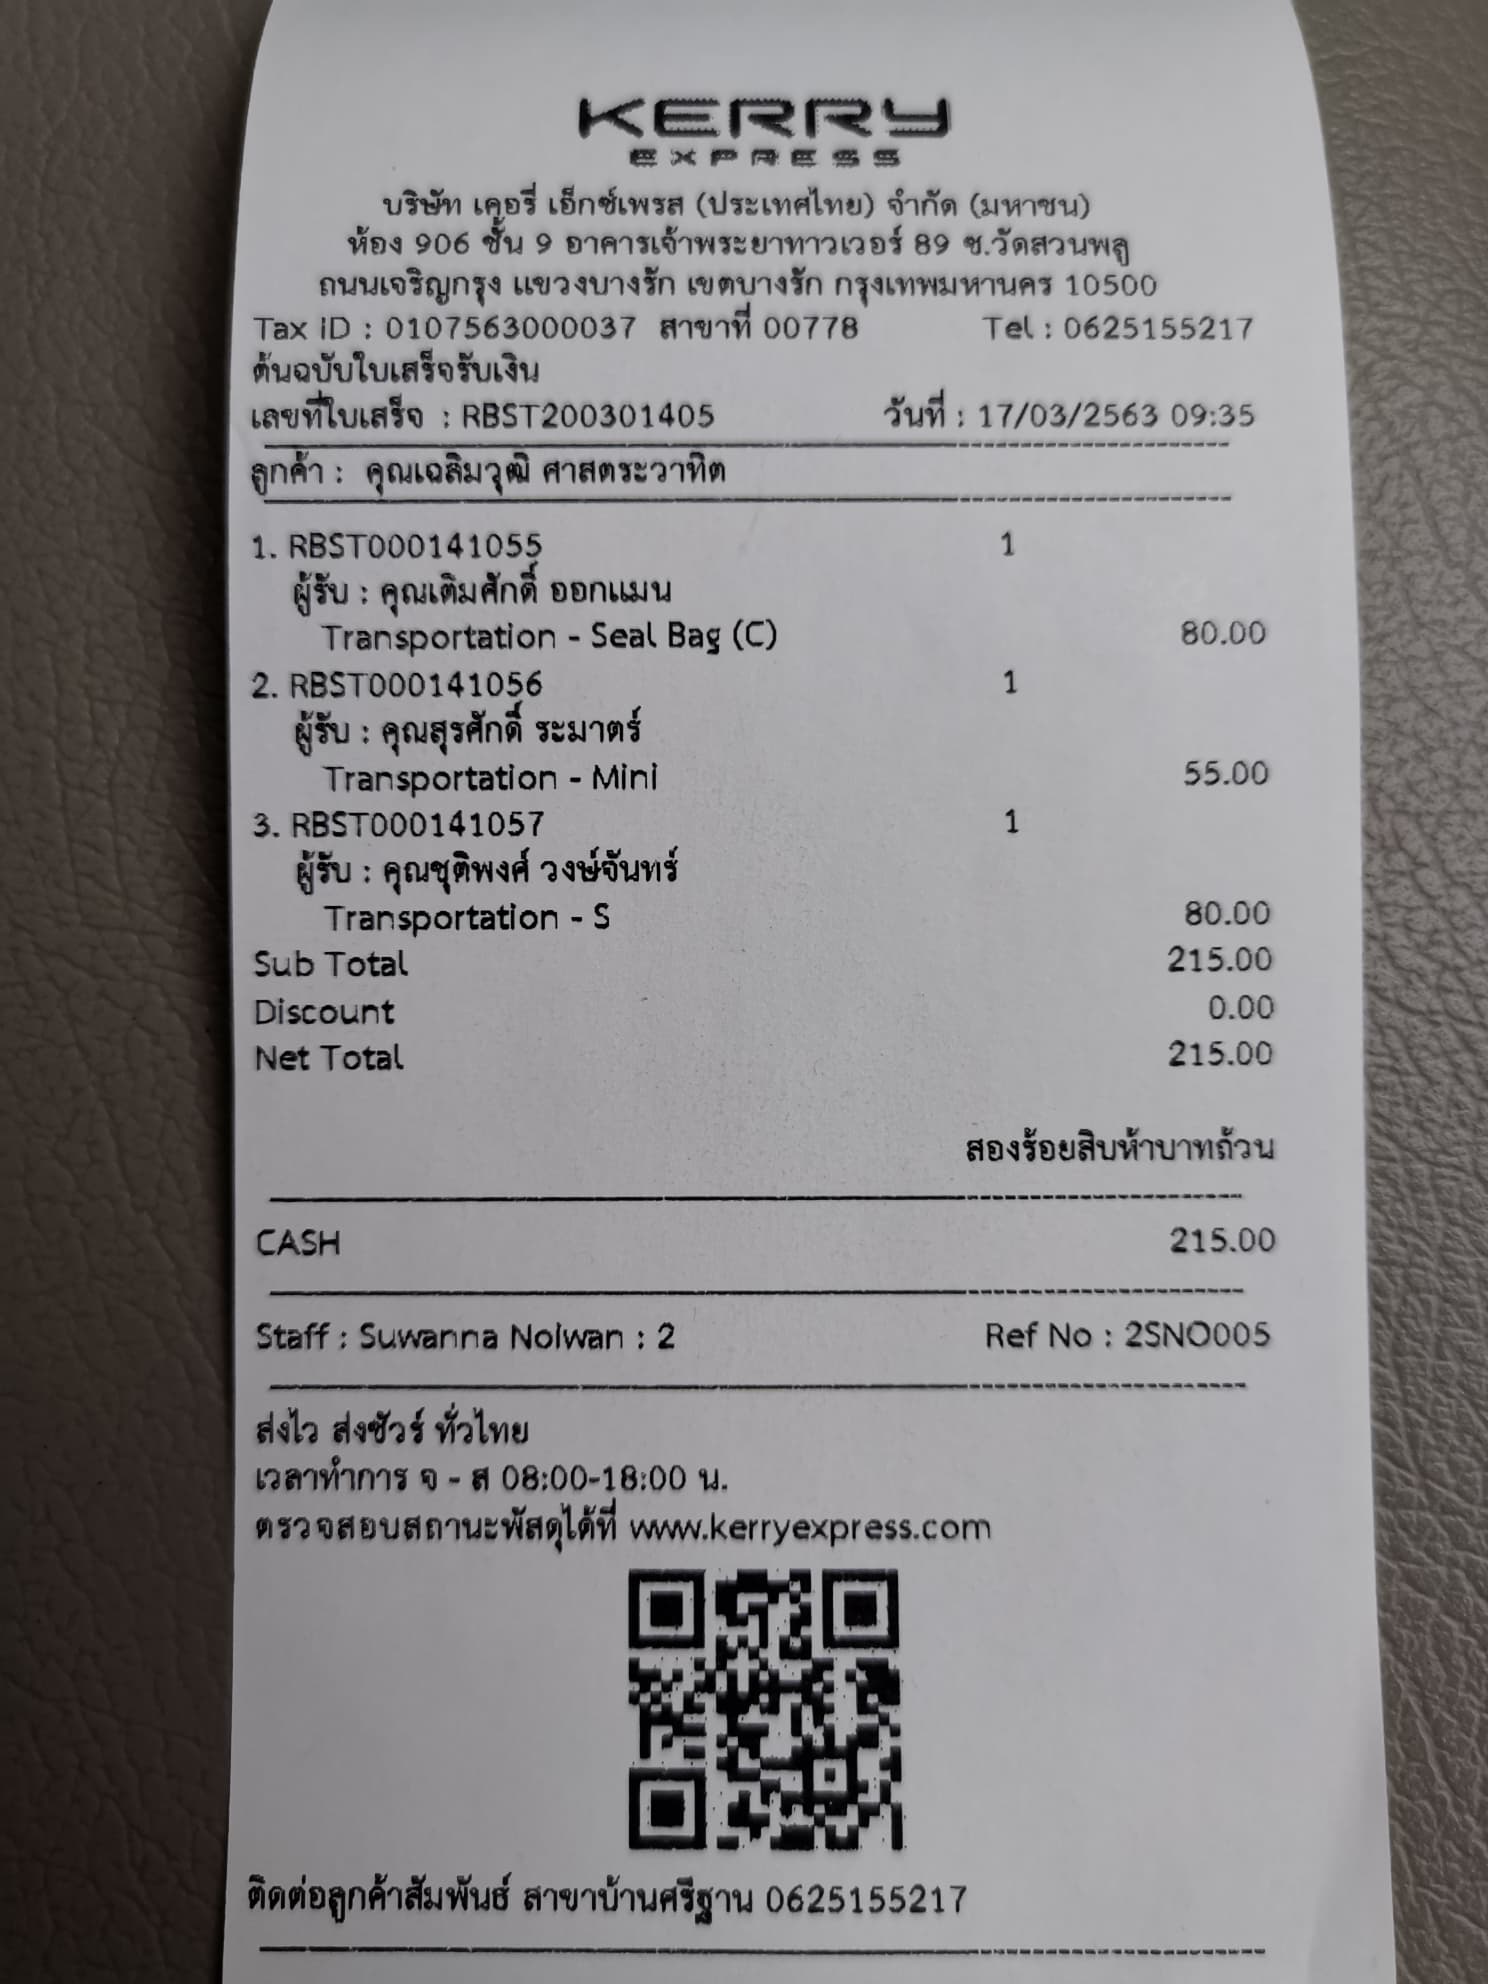 KERRY
EXPRESS
บริษัท เคอรี่ เอ็กซ์เพรส (ประเทศไทย) จำกัด (มหาชน)
ห้อง 906 ชั้น 9 อาคารเจ้าพระยาทาวเวอร์ 89 ซ.วัดสวนพลู
ถนนเจริญกรุง แขวงบางรัก เขตบางรัก กรุงเทพมหานคร 10500
Tax ID : 0107563000037 สาขาที่ 00778 Tel : 0625155217
ต้นฉบับใบเสร็จรับเงิน
เลขที่ใบเสร็จ : RBST200301405 วันที่ : 17/03/2563 09:35
ลูกค้า : คุณเฉลิมวุฒิ ศาสตระวาทิต
1. RBST000141055 1
ผู้รับ : คุณเติมศักดิ์ ออกแมน
Transportation - Seal Bag (C) 80.00
2. RBST000141056 1
ผู้รับ : คุณสุรศักดิ์ ระมาตร์
Transportation - Mini 55.00
3. RBST000141057 1
ผู้รับ : คุณชุติพงศ์ วงษ์จันทร์
Transportation - S 80.00
Sub Total 215.00
Discount 0.00
Net Total 215.00
สองร้อยสิบห้าบาทถ้วน
CASH 215.00
Staff : Suwanna Noiwan : 2 Ref No : 2SNO005
ส่งไว ส่งชัวร์ ทั่วไทย
เวลาทำการ จ - ส 08:00-18:00 น.
ตรวจสอบสถานะพัสดุได้ที่ www.kerryexpress.com
ติดต่อลูกค้าสัมพันธ์ สาขาบ้านศรีฐาน 0625155217